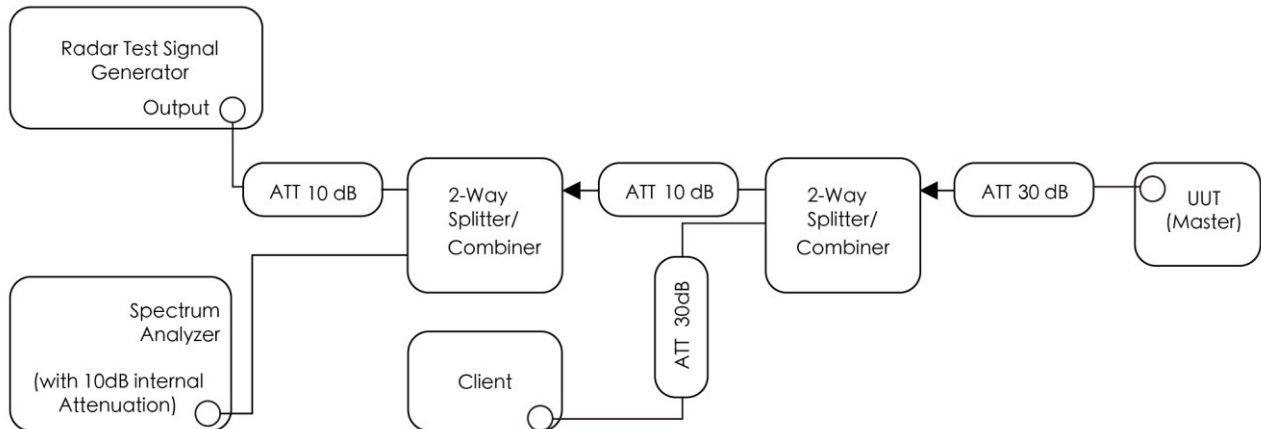 Radar Test Signal
Generator
Output
ATT 10 dB
2-Way
Splitter/
Combiner
ATT 10 dB
2-Way
Splitter/
Combiner
ATT 30 dB
UUT
(Master)
Spectrum
Analyzer
(with 10dB internal
Attenuation)
Client
ATT 30dB